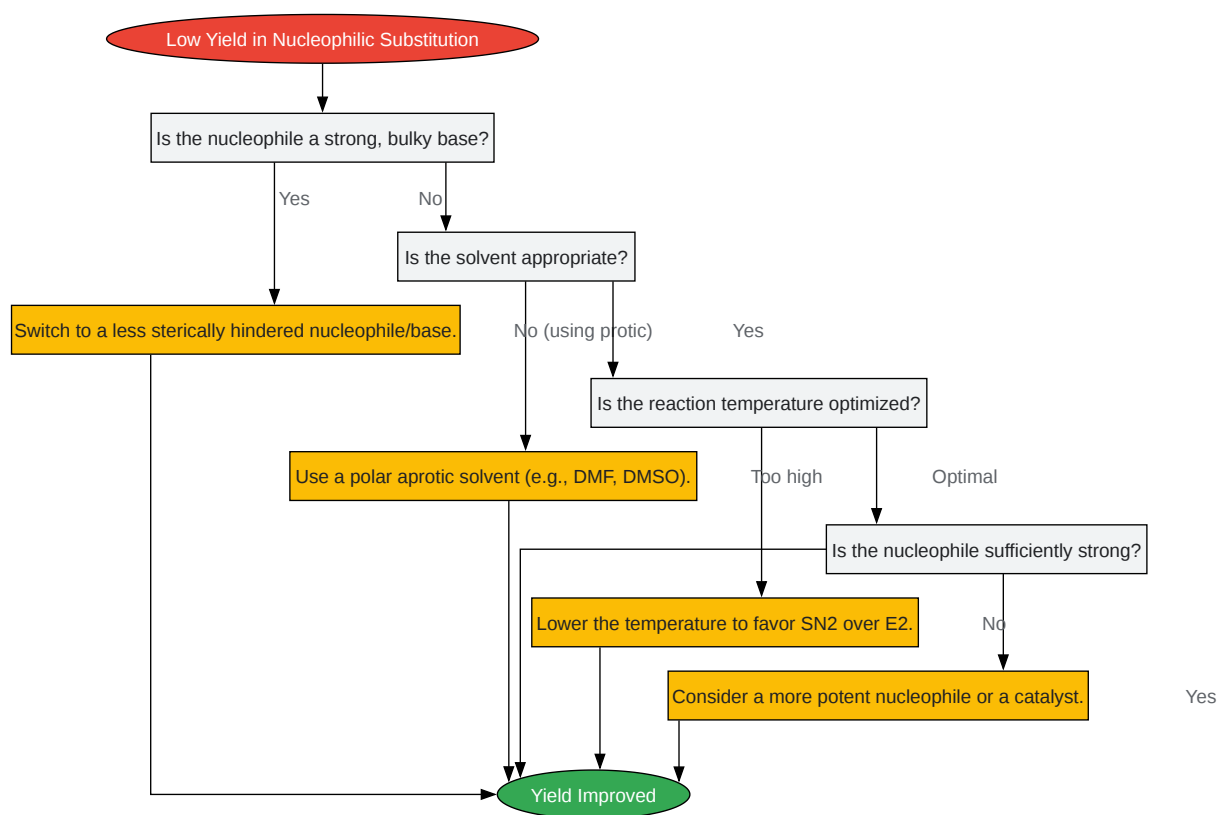 Low Yield in Nucleophilic Substitution
Is the nucleophile a strong, bulky base?
Yes
No
Is the solvent appropriate?
Switch to a less sterically hindered nucleophile/base.
No (using protic)
Yes
Is the reaction temperature optimized?
Use a polar aprotic solvent (e.g., DMF, DMSO).
Too high
Optimal
Is the nucleophile sufficiently strong?
Lower the temperature to favor SN2 over E2.
No
Consider a more potent nucleophile or a catalyst.
Yes
Yield Improved